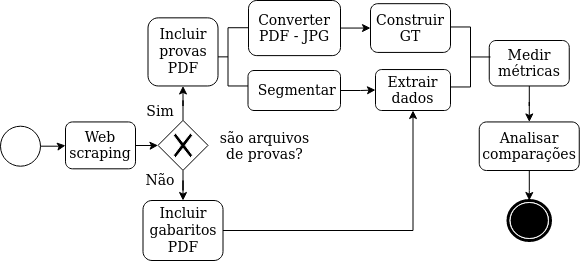 Incluir
provas
PDF
Converter
PDF - JPG
Construir
GT
Segmentar
Extrair
dados
Medir
métricas
Sim
Web
scraping
são arquivos
de provas?
Analisar
comparações
Não
Incluir
gabaritos
PDF